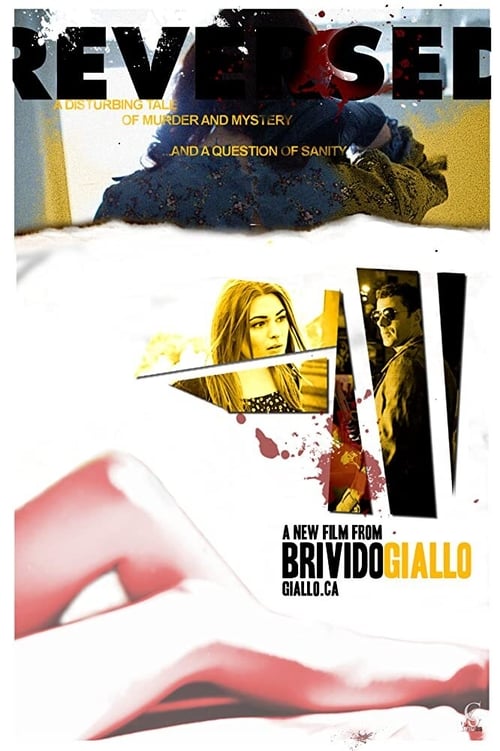 REVERSED
A DISTURBING TALE
OF MURDER AND MYSTERY
...AND A QUESTION OF SANITY
A NEW FILM FROM
BRIVIDOGIALLO
GIALLO.CA